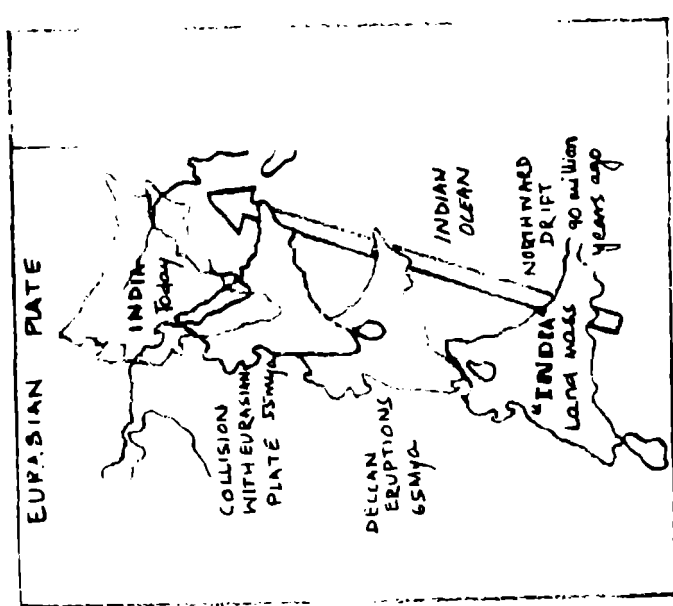 EURASIAN PLATE
INDIA
Today
COLLISION
WITH EURASIAN
PLATE 55mya
DECCAN
ERUPTIONS
65Mya
INDIAN
OCEAN
NORTHWARD
DRIFT
90 million
years ago
"INDIA"
Land mass